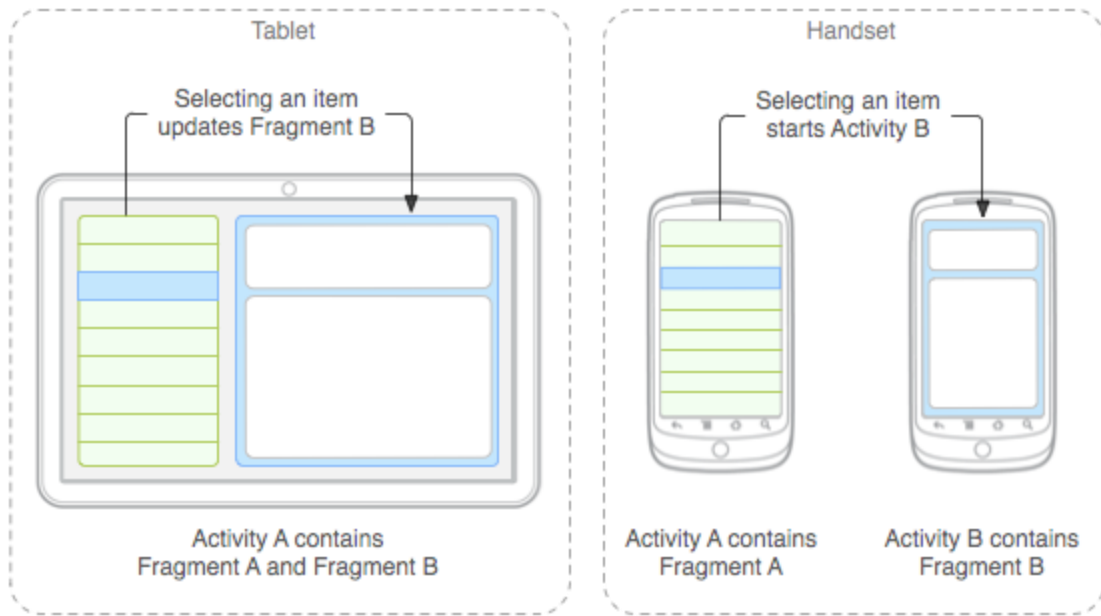 Tablet
Selecting an item
updates Fragment B
Activity A contains
Fragment A and Fragment B
Handset
Selecting an item
starts Activity B
Activity A contains
Fragment A
Activity B contains
Fragment B